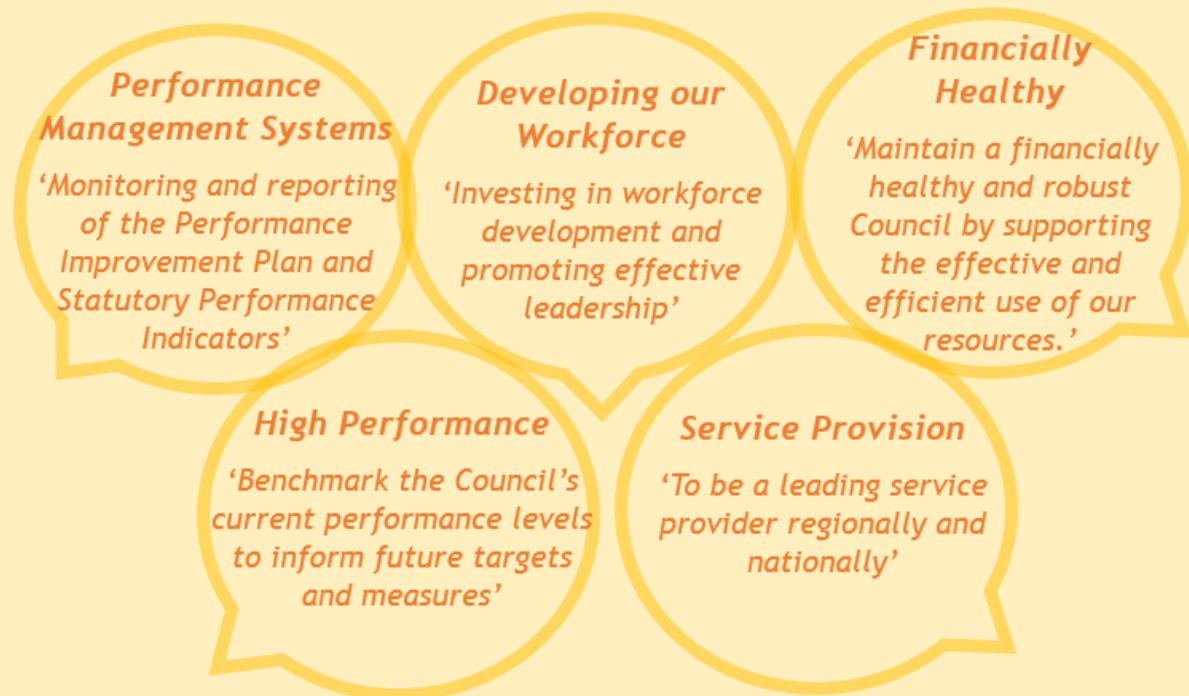 Performance
Management Systems
‘Monitoring and reporting
of the Performance
Improvement Plan and
Statutory Performance
Indicators’
Developing our
Workforce
‘Investing in workforce
development and
promoting effective
leadership’
Financially
Healthy
‘Maintain a financially
healthy and robust
Council by supporting
the effective and
efficient use of our
resources.’
High Performance
‘Benchmark the Council’s
current performance levels
to inform future targets
and measures’
Service Provision
‘To be a leading service
provider regionally and
nationally’